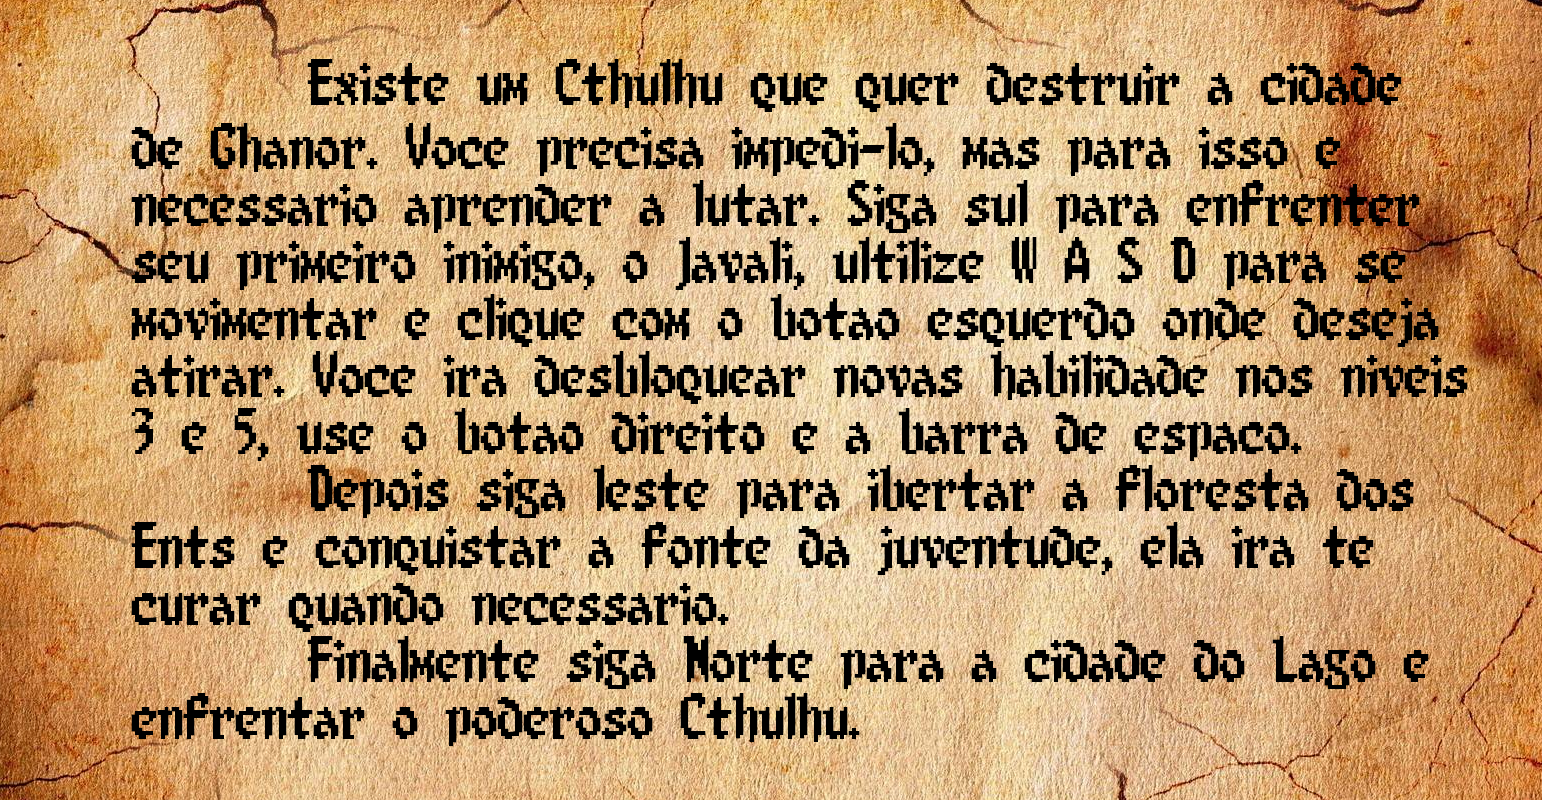 Existe um Cthulhu que quer destruir a cidade
de Ghanor. Voce precisa impedi-lo, mas para isso e
necessario aprender a lutar. Siga sul para enfrenter
seu primeiro inimigo, o Javali, ultilize W A S D para se
movimentar e clique com o botao esquerdo onde deseja
atirar. Voce ira desbloquear novas habilidade nos niveis
3 e 5, use o botao direito e a barra de espaco.
Depois siga leste para ibertar a floresta dos
Ents e conquistar a fonte da juventude, ela ira te
curar quando necessario.
Finalmente siga Norte para a cidade do Lago e
enfrentar o poderoso Cthulhu.